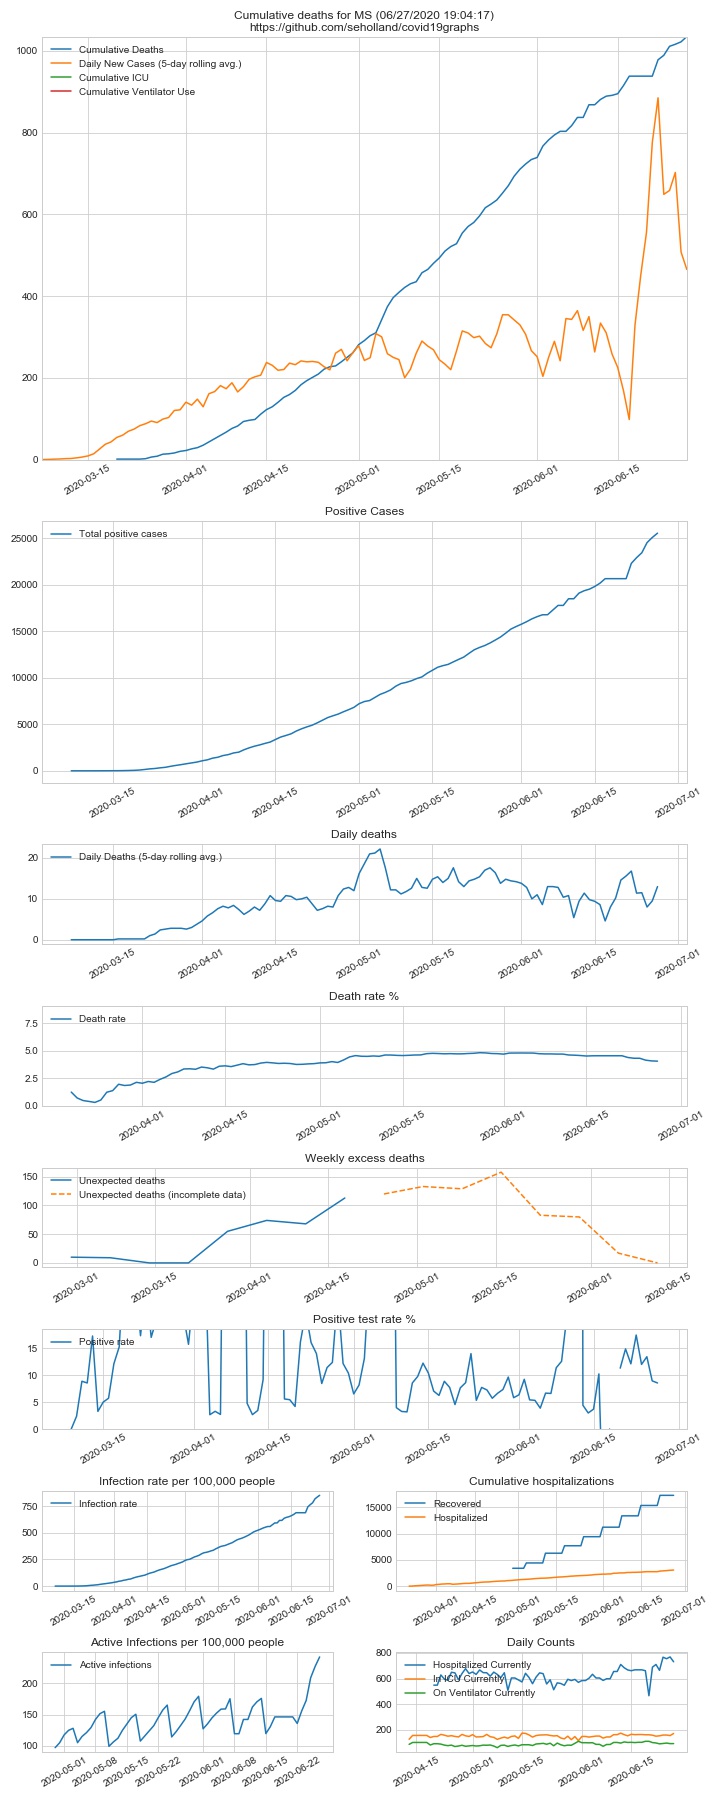 Cumulative deaths for MS (06/27/2020 19:04:17)
https://github.com/seholland/covid19graphs
Cumulative Deaths
Daily New Cases (5-day rolling avg.)
Cumulative ICU
Cumulative Ventilator Use
1000
800
600
400
200
0
2020-03-15 2020-04-01 2020-04-15 2020-05-01 2020-05-15 2020-06-01 2020-06-15
Positive Cases
Total positive cases
25000
20000
15000
10000
5000
0
2020-03-15 2020-04-01 2020-04-15 2020-05-01 2020-05-15 2020-06-01 2020-06-15 2020-07-01
Daily deaths
Daily Deaths (5-day rolling avg.)
20
10
0
2020-03-15 2020-04-01 2020-04-15 2020-05-01 2020-05-15 2020-06-01 2020-06-15 2020-07-01
Death rate %
Death rate
7.5
5.0
2.5
0.0
2020-04-01 2020-04-15 2020-05-01 2020-05-15 2020-06-01 2020-06-15 2020-07-01
Weekly excess deaths
Unexpected deaths
Unexpected deaths (incomplete data)
150
100
50
0
2020-03-01 2020-03-15 2020-04-01 2020-04-15 2020-05-01 2020-05-15 2020-06-01 2020-06-15
Positive test rate %
Positive rate
15
10
5
0
2020-03-15 2020-04-01 2020-04-15 2020-05-01 2020-05-15 2020-06-01 2020-06-15 2020-07-01
Infection rate per 100,000 people
Infection rate
750
500
250
0
2020-03-15 2020-04-01 2020-04-15 2020-05-01 2020-05-15 2020-06-01 2020-06-15 2020-07-01
Cumulative hospitalizations
Recovered
Hospitalized
15000
10000
5000
0
2020-04-01 2020-04-15 2020-05-01 2020-05-15 2020-06-01 2020-06-15 2020-07-01
Active Infections per 100,000 people
Active infections
200
150
100
2020-05-01 2020-05-08 2020-05-15 2020-05-22 2020-06-01 2020-06-08 2020-06-15 2020-06-22
Daily Counts
Hospitalized Currently
In ICU Currently
On Ventilator Currently
800
600
400
200
2020-04-15 2020-05-01 2020-05-15 2020-06-01 2020-06-15